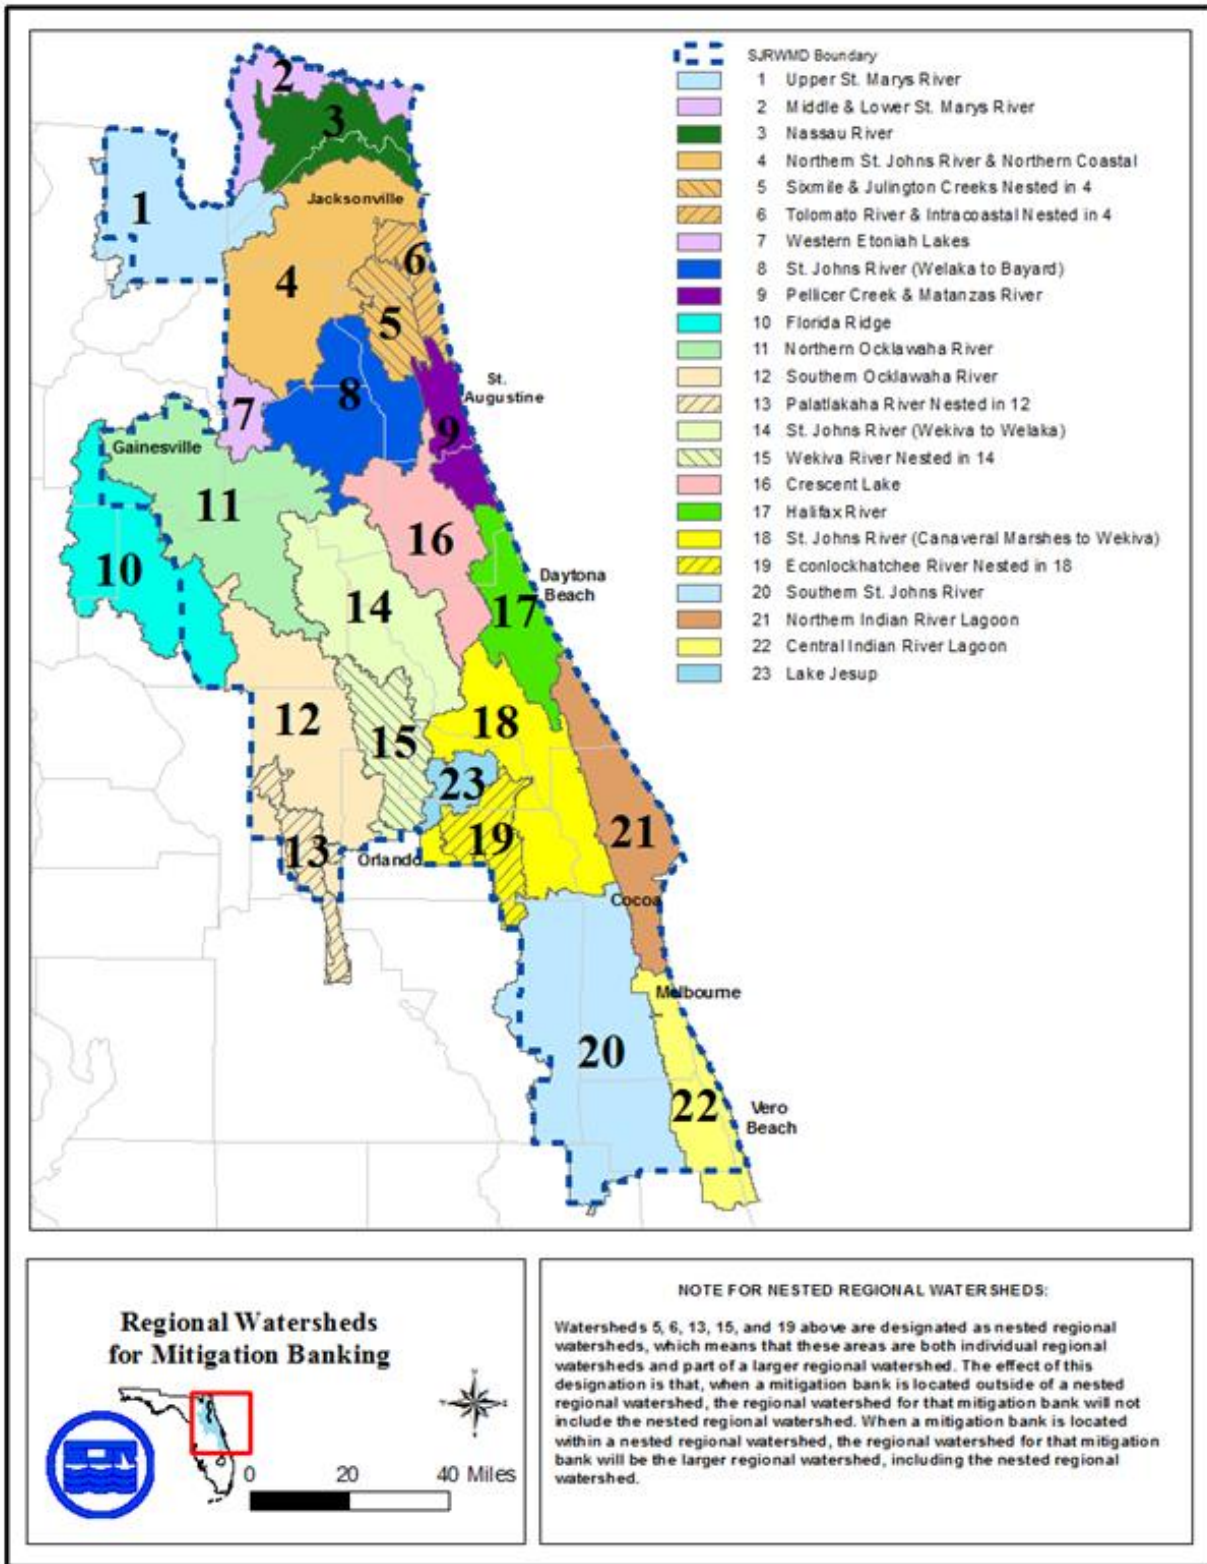 SJRWMD Boundary
1 Upper St. Marys River
2 Middle & Lower St. Marys River
3 Nassau River
4 Northern St. Johns River & Northern Coastal
5 Sixmile & Julington Creeks Nested in 4
6 Tolomato River & Intracoastal Nested in 4
7 Western Etoniah Lakes
8 St. Johns River (Welaka to Bayard)
9 Pellicer Creek & Matanzas River
10 Florida Ridge
11 Northern Ocklawaha River
12 Southern Ocklawaha River
13 Palatlakaha River Nested in 12
14 St. Johns River (Wekiva to Welaka)
15 Wekiva River Nested in 14
16 Crescent Lake
17 Halifax River
18 St. Johns River (Canaveral Marshes to Wekiva)
19 Econlockhatchee River Nested in 18
20 Southern St. Johns River
21 Northern Indian River Lagoon
22 Central Indian River Lagoon
23 Lake Jesup
2
3
1
Jacksonville
6
4
5
St.
Augustine
8
7
9
Gainesville
11
16
10
Daytona
Beach
14
17
12
18
15
23
21
19
13
Orlando
Cocoa
Melbourne
20
22
Vero
Beach
Regional Watersheds
for Mitigation Banking
0 20 40 Miles
NOTE FOR NESTED REGIONAL WATERSHEDS:
Watersheds 5, 6, 13, 15, and 19 above are designated as nested regional
watersheds, which means that these areas are both individual regional
watersheds and part of a larger regional watershed. The effect of this
designation is that, when a mitigation bank is located outside of a nested
regional watershed, the regional watershed for that mitigation bank will not
include the nested regional watershed. When a mitigation bank is located
within a nested regional watershed, the regional watershed for that mitigation
bank will be the larger regional watershed, including the nested regional
watershed.